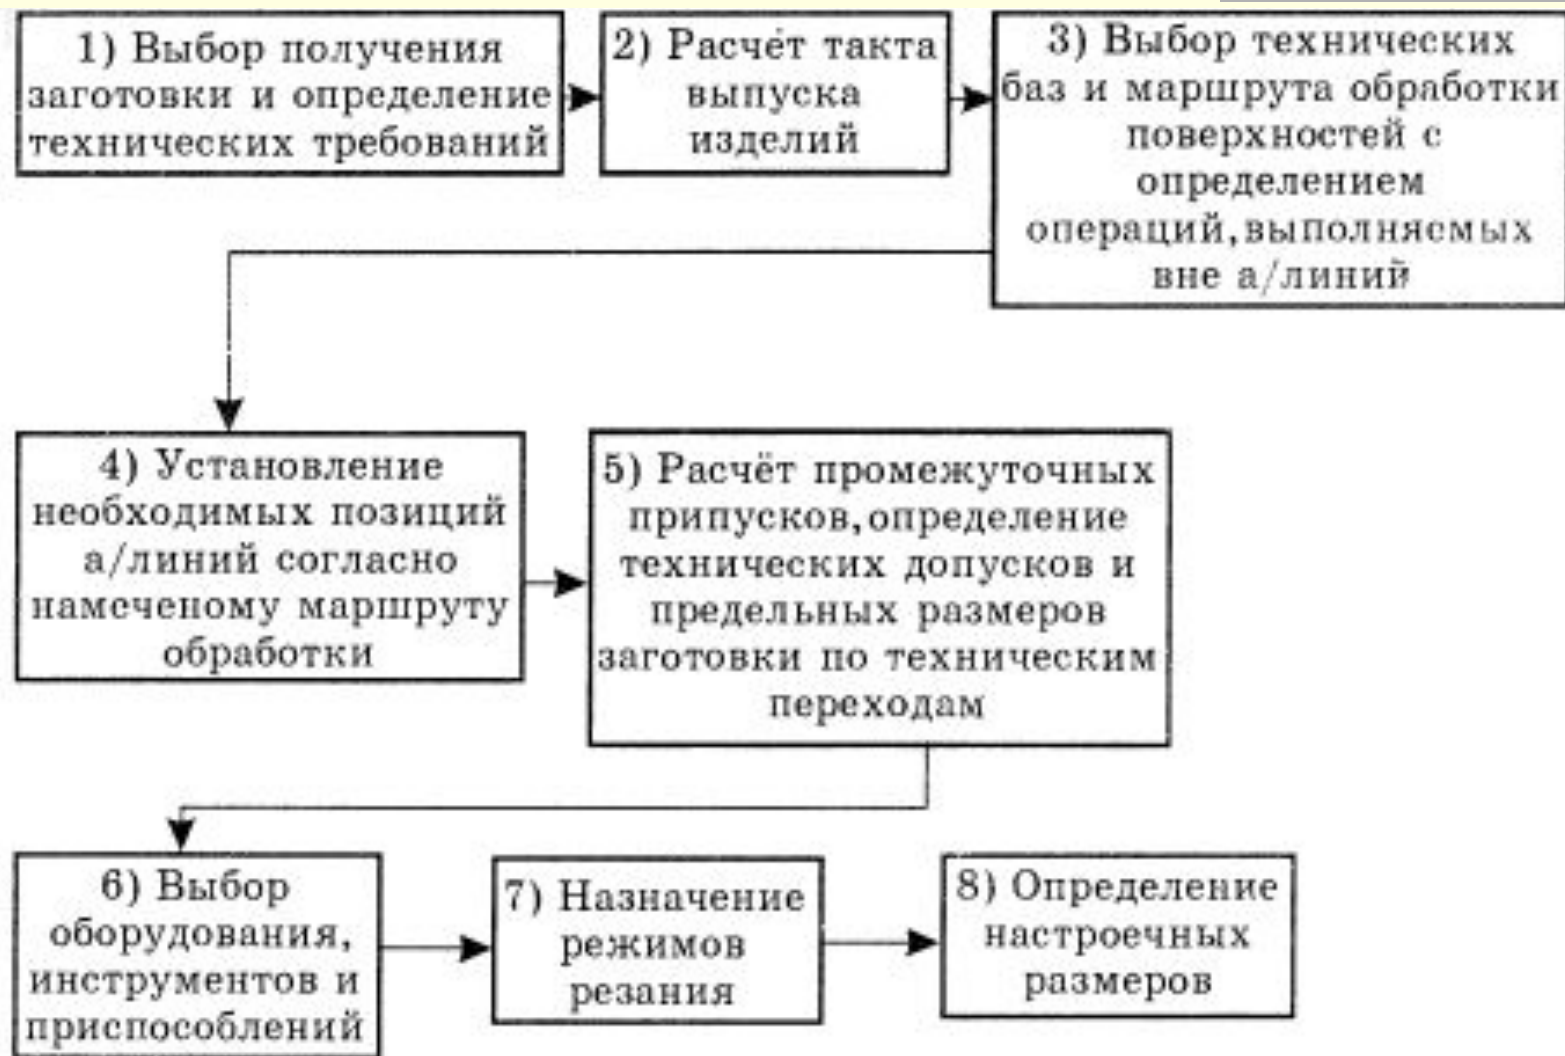 1) Выбор получения
заготовки и определение
технических требований
2) Расчёт такта
выпуска
изделий
3) Выбор технических
баз и маршрута обработки
поверхностей с
определением
операций,выполняемых
вне а/линий
4) Установление
необходимых позиций
а/линий согласно
намеченому маршруту
обработки
5) Расчёт промежуточных
припусков,определение
технических допусков и
предельных размеров
заготовки по техническим
переходам
6) Выбор
оборудования,
инструментов и
приспособлений
7) Назначение
режимов
резания
8) Определение
настроечных
размеров